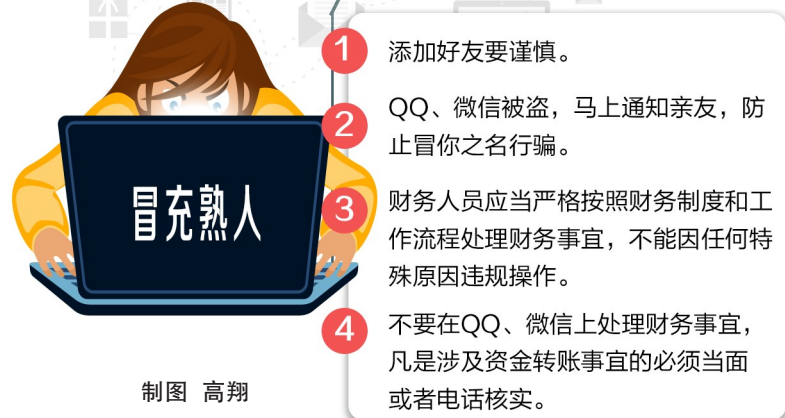 冒充熟人
制图 高翔
1
添加好友要谨慎。
2
QQ、微信被盗，马上通知亲友，防
止冒你之名行骗。
3
财务人员应当严格按照财务制度和工
作流程处理财务事宜，不能因任何特
殊原因违规操作。
4
不要在QQ、微信上处理财务事宜，
凡是涉及资金转账事宜的必须当面
或者电话核实。